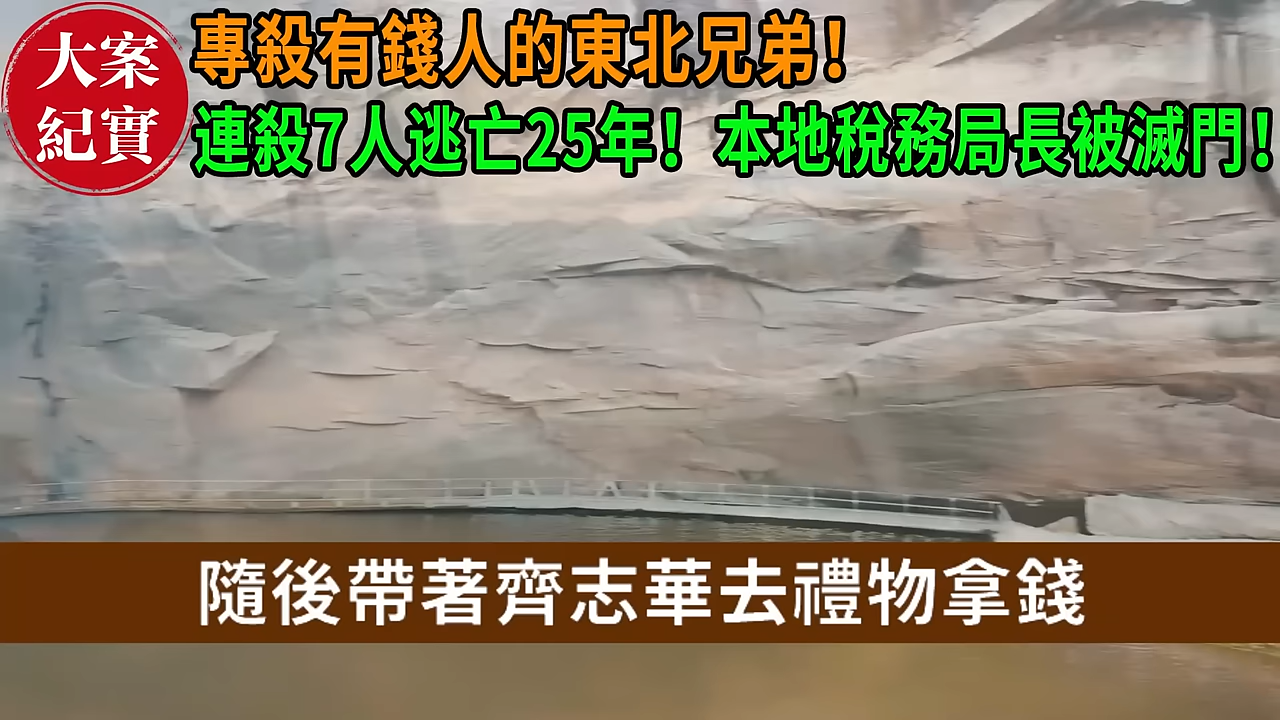 大案
紀實
專殺有錢人的東北兄弟！
連殺7人逃亡25年！本地稅務局長被滅門！
隨後帶著齊志華去禮物拿錢